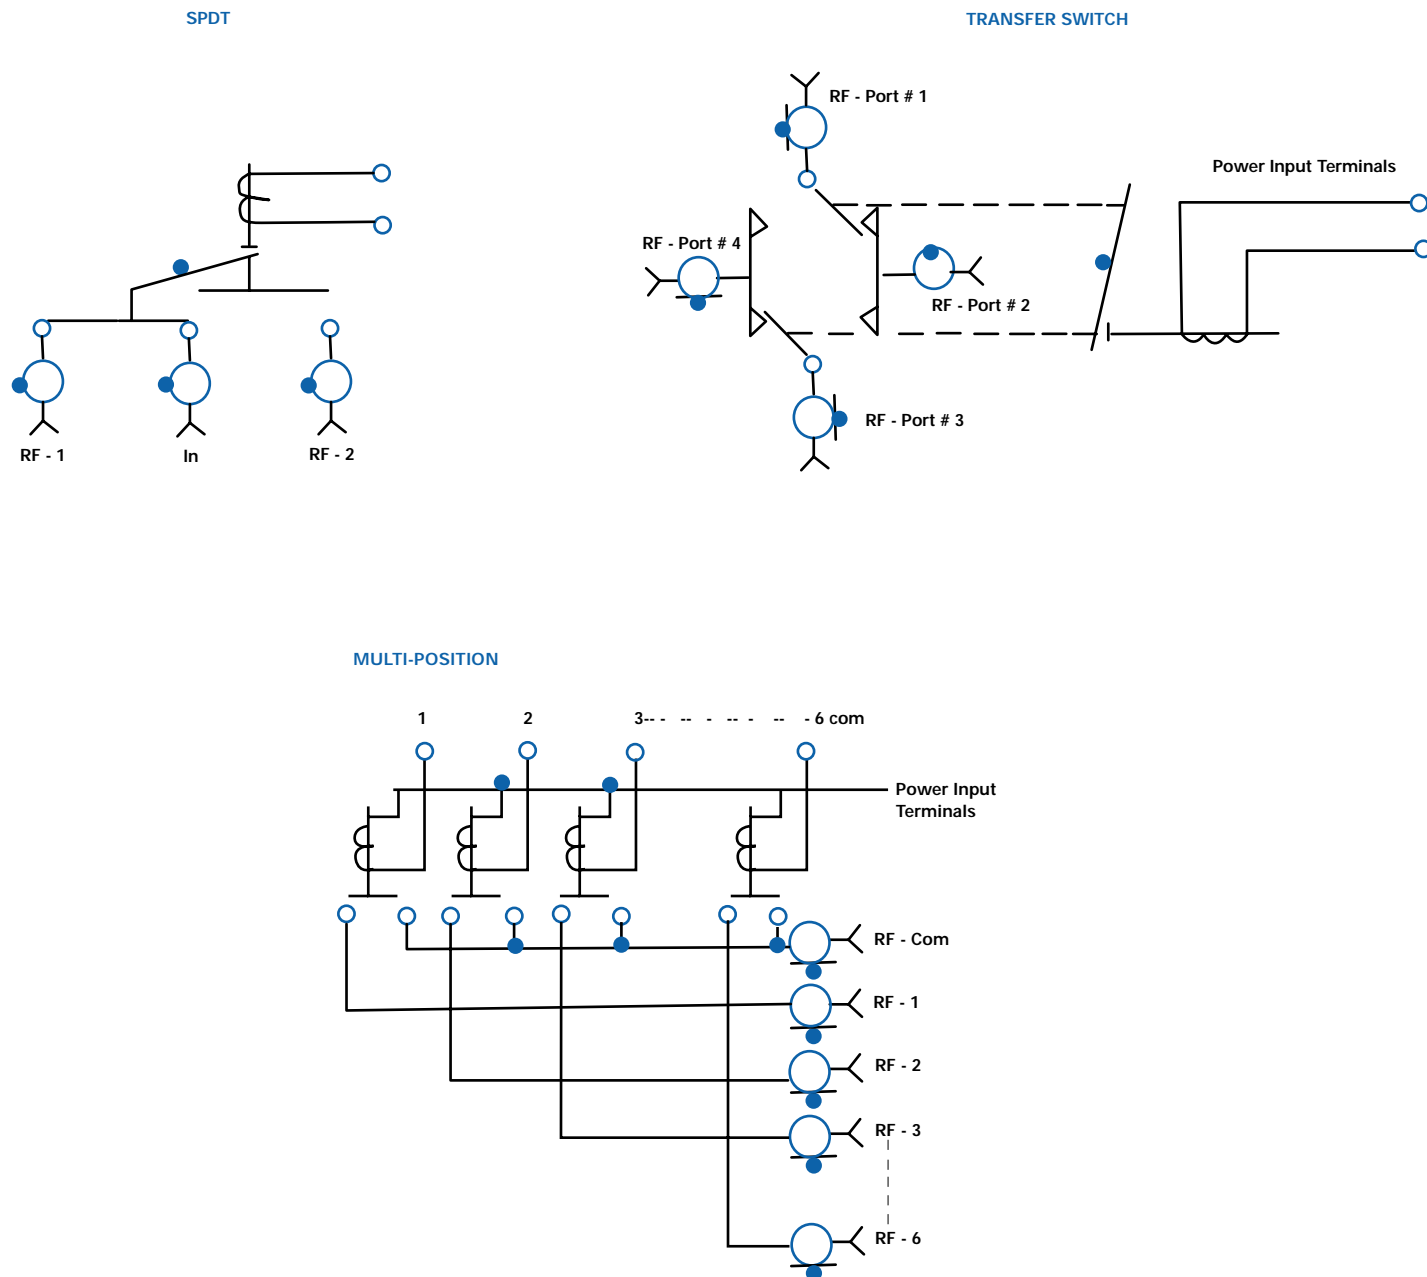 SPDT
TRANSFER SWITCH
RF - Port # 1
Power Input Terminals
RF - Port # 4
RF - Port # 2
RF - Port # 3
RF - 1
In
RF - 2
MULTI-POSITION
1 2 3-- - -- - -- - -- - 6 com
Power Input
Terminals
RF - Com
RF - 1
RF - 2
RF - 3
RF - 6